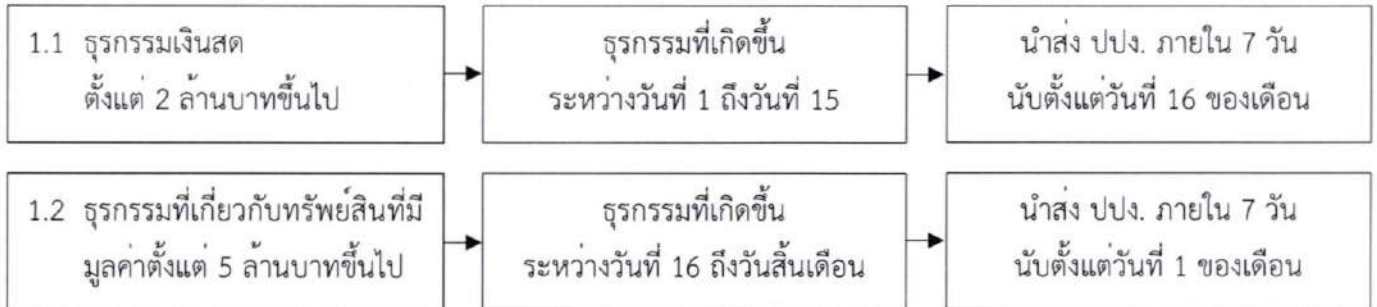 1.1 ธุรกรรมเงินสด
ตั้งแต่ 2 ล้านบาทขึ้นไป
ธุรกรรมที่เกิดขึ้น
ระหว่างวันที่ 1 ถึงวันที่ 15
นำส่ง ปปง. ภายใน 7 วัน
นับตั้งแต่วันที่ 16 ของเดือน
1.2 ธุรกรรมที่เกี่ยวกับทรัพย์สินที่มี
มูลค่าตั้งแต่ 5 ล้านบาทขึ้นไป
ธุรกรรมที่เกิดขึ้น
ระหว่างวันที่ 16 ถึงวันสิ้นเดือน
นำส่ง ปปง. ภายใน 7 วัน
นับตั้งแต่วันที่ 1 ของเดือน